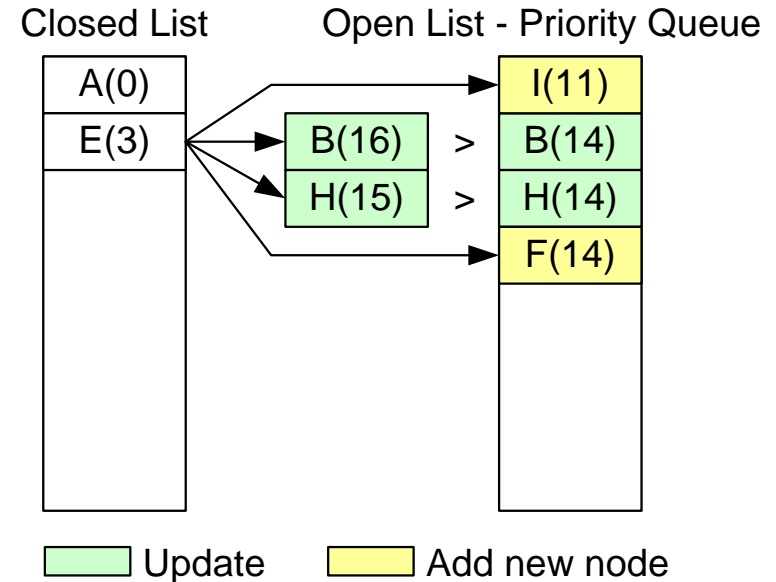 Closed List Open List - Priority Queue
A(0) I(11)
E(3) B(16) > B(14)
H(15) > H(14)
F(14)
Update Add new node